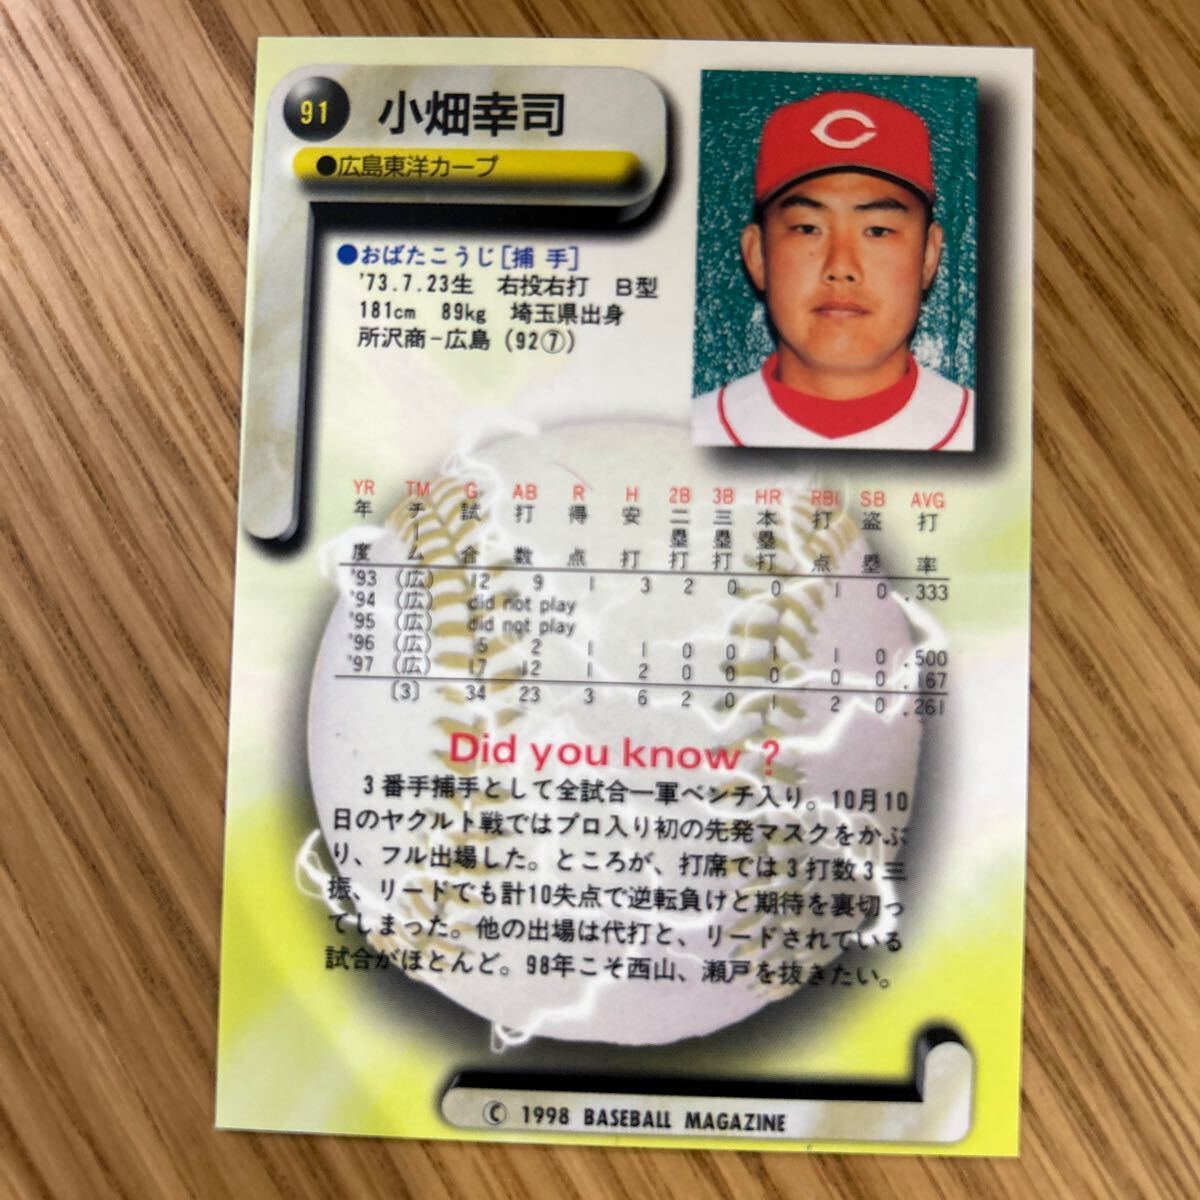 91 小畑幸司
●広島東洋カープ
●おばたこうじ[捕 手]
'73.7.23生 右投右打 B型
181cm 89kg 埼玉県出身
所沢商−広島 (92⑦)
YR TM G AB R H 2B 3B HR RBI SB AVG
年度 チーム 試合 打数 得点 安打 二塁打 三塁打 本塁打 打点 盗塁 打率
'93 (広) 12 9 1 3 2 0 0 1 0 .333
'94 (広) did not play
'95 (広) did not play
'96 (広) 5 2 1 1 0 0 1 1 0 .500
'97 (広) 17 12 1 2 0 0 0 0 0 .167
[3] 34 23 3 6 2 0 1 2 0 .261
Did you know ?
3番手捕手として全試合一軍ベンチ入り。10月10
日のヤクルト戦ではプロ入り初の先発マスクをかぶ
り、フル出場した。ところが、打席では3打数3三
振、リードでも計10失点で逆転負けと期待を裏切っ
てしまった。他の出場は代打と、リードされている
試合がほとんど。98年こそ西山、瀬戸を抜きたい。
© 1998 BASEBALL MAGAZINE